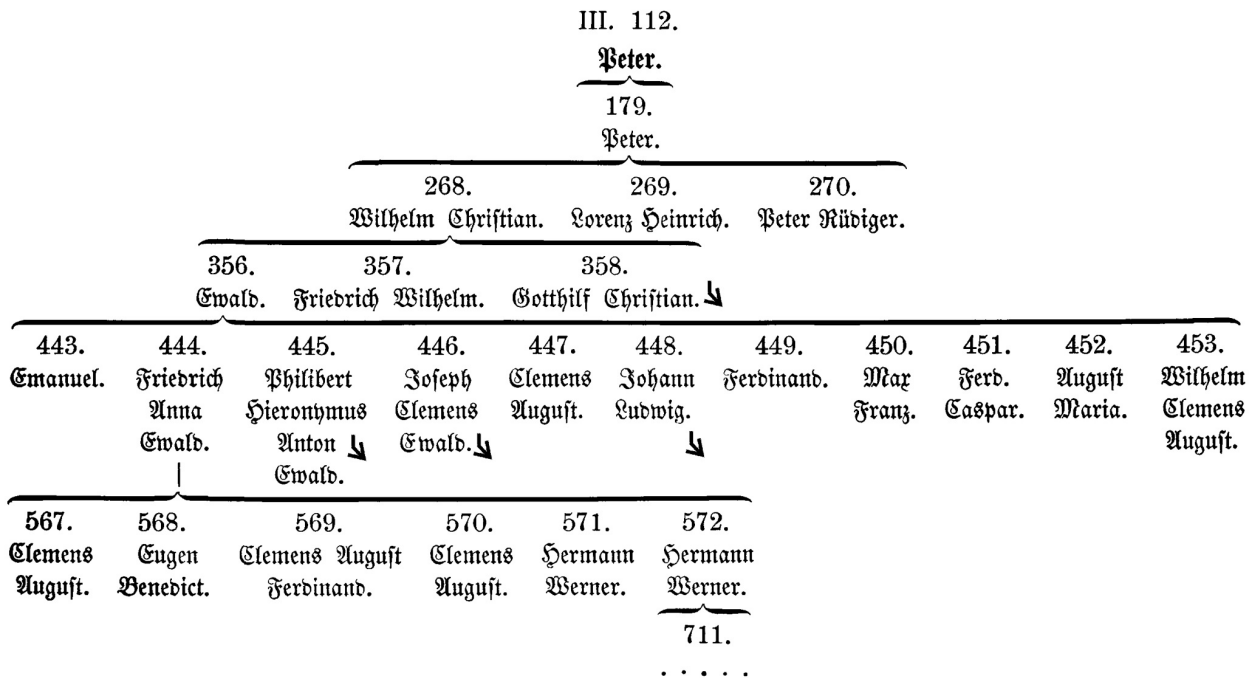 III. 112.
Peter.
179.
Peter.
268. 269. 270.
Wilhelm Christian. Lorenz Heinrich. Peter Rüdiger.
356. 357. 358.
Ewald. Friedrich Wilhelm. Gotthilf Christian.
443. 444. 445. 446. 447. 448. 449. 450. 451. 452. 453.
Emanuel. Friedrich Philibert Joseph Clemens Johann Ferdinand. Max Ferd. August Wilhelm
Anna Hieronymus Clemens August. Ludwig. Franz. Caspar. Maria. Clemens
Ewald. Anton Ewald. August.
Ewald.
567. 568. 569. 570. 571. 572.
Clemens Eugen Clemens August Clemens Hermann Hermann
August. Benedict. Ferdinand. August. Werner. Werner.
711.
. . . . .